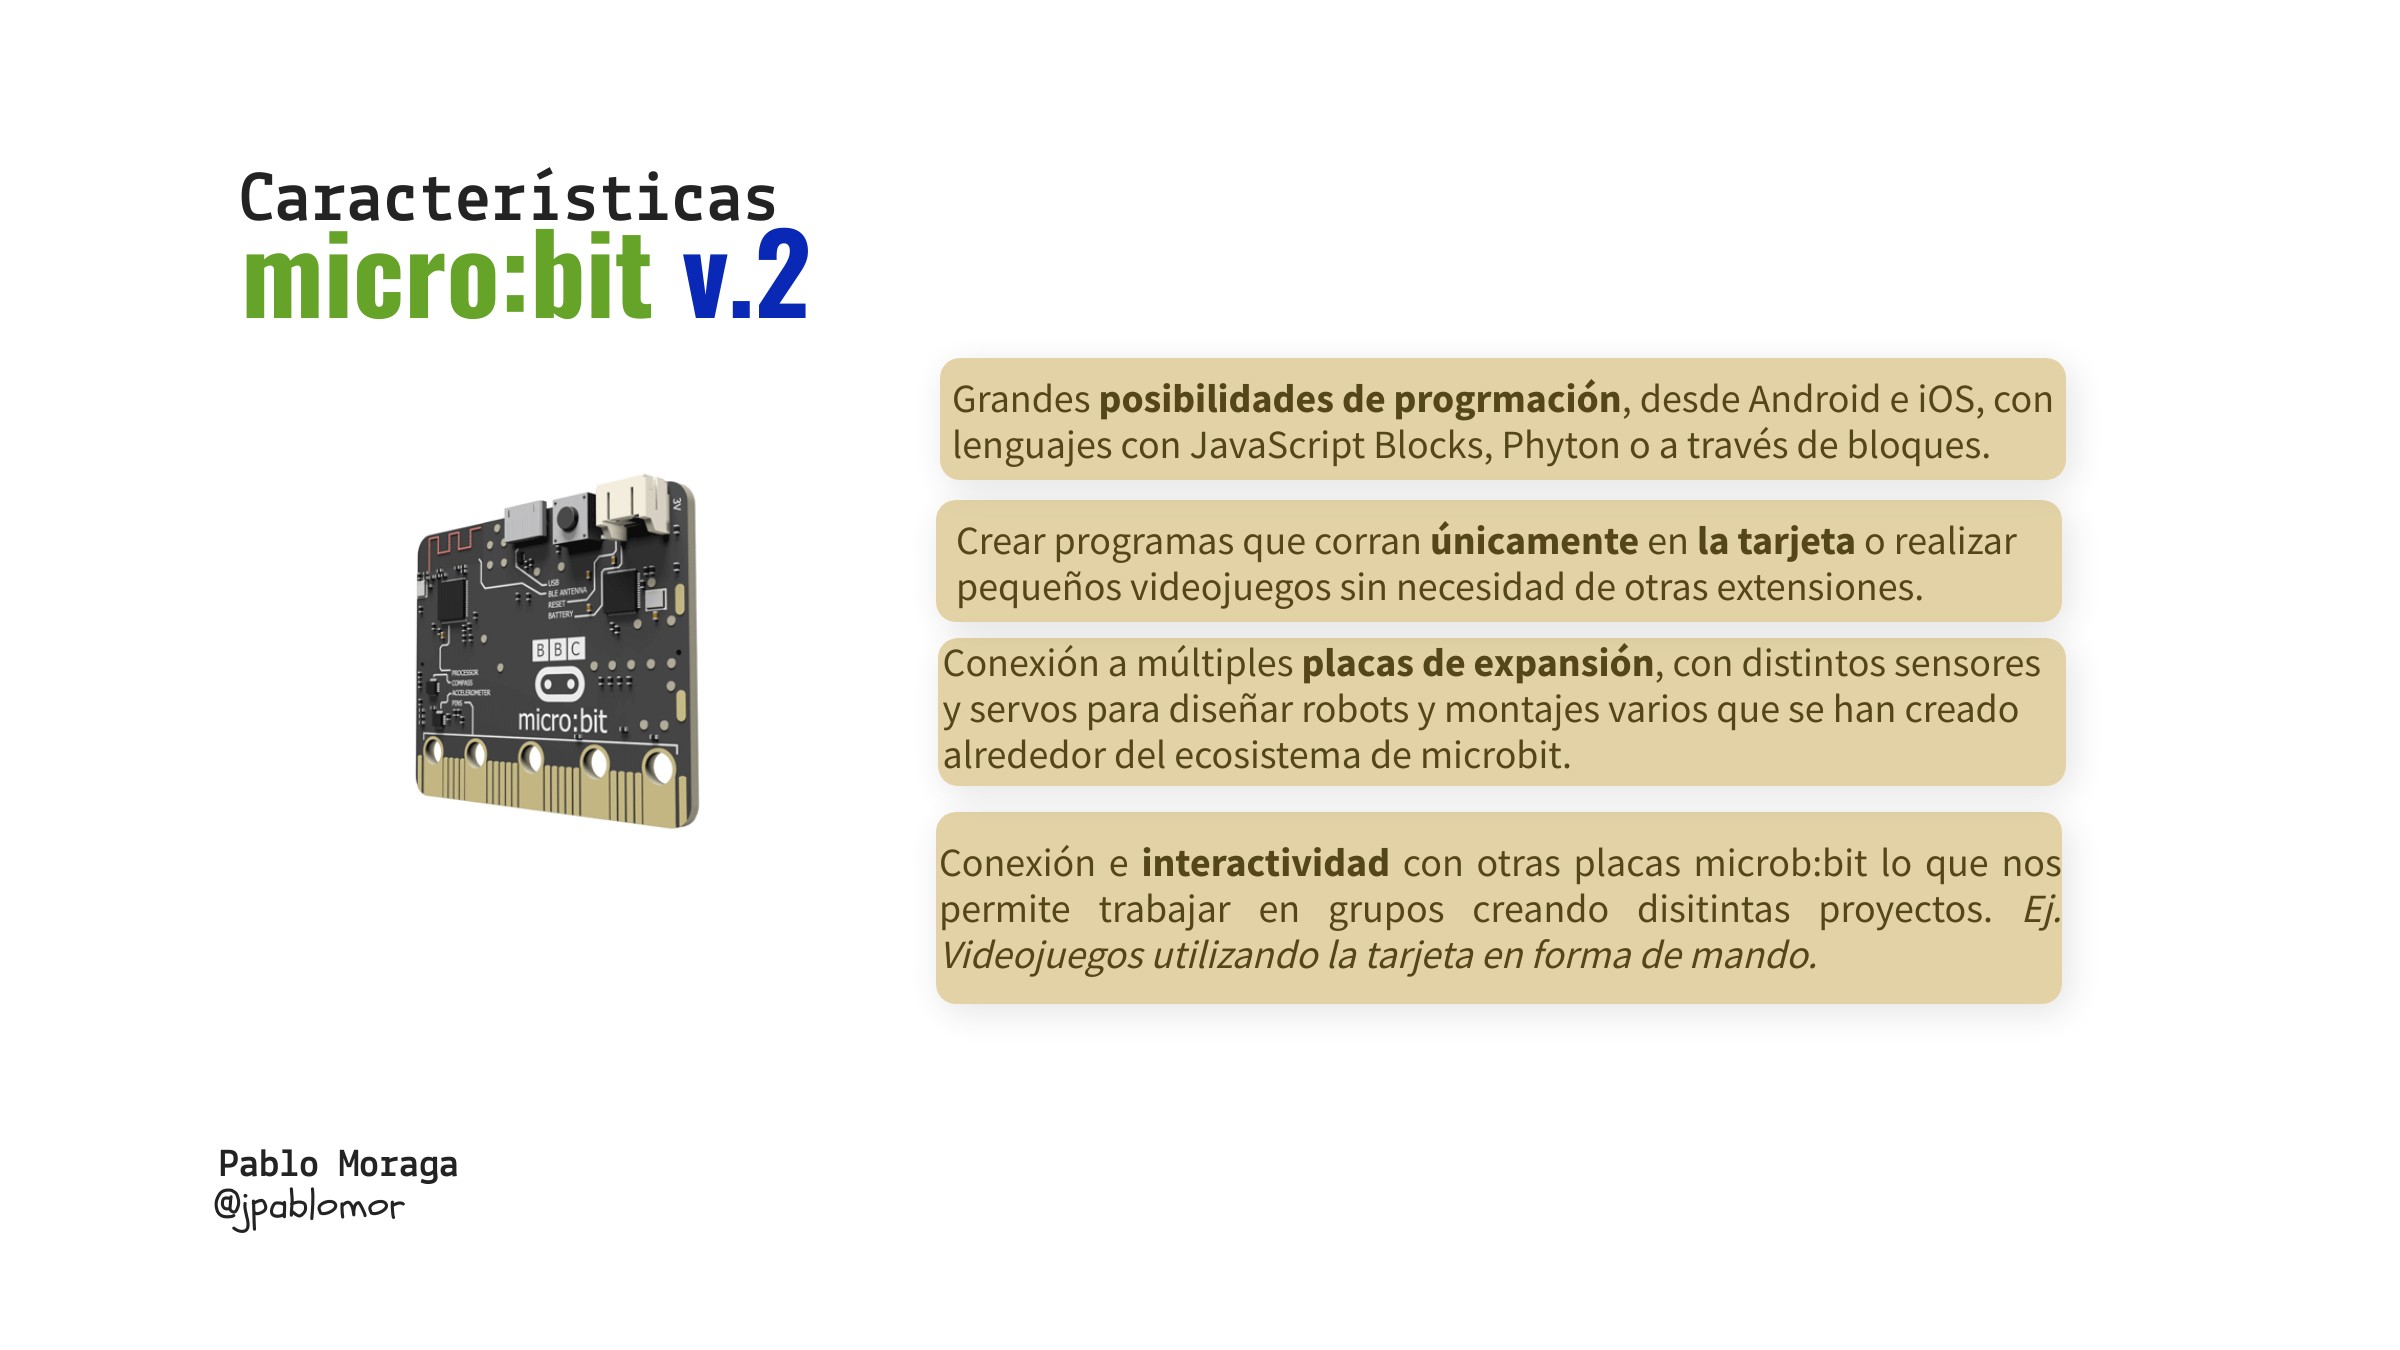 Características
micro:bit v.2
Grandes posibilidades de progrmación, desde Android e iOS, con
lenguajes con JavaScript Blocks, Phyton o a través de bloques.
Crear programas que corran únicamente en la tarjeta o realizar
pequeños videojuegos sin necesidad de otras extensiones.
Conexión a múltiples placas de expansión, con distintos sensores
y servos para diseñar robots y montajes varios que se han creado
alrededor del ecosistema de microbit.
Conexión e interactividad con otras placas microb:bit lo que nos
permite trabajar en grupos creando disitintas proyectos. Ej.
Videojuegos utilizando la tarjeta en forma de mando.
3V
USB
BLE ANTENNA
RESET
BATTERY
BBC
PROCESSOR
COMPASS
ACCELEROMETER
PINS
micro:bit
Pablo Moraga
@jpablomor